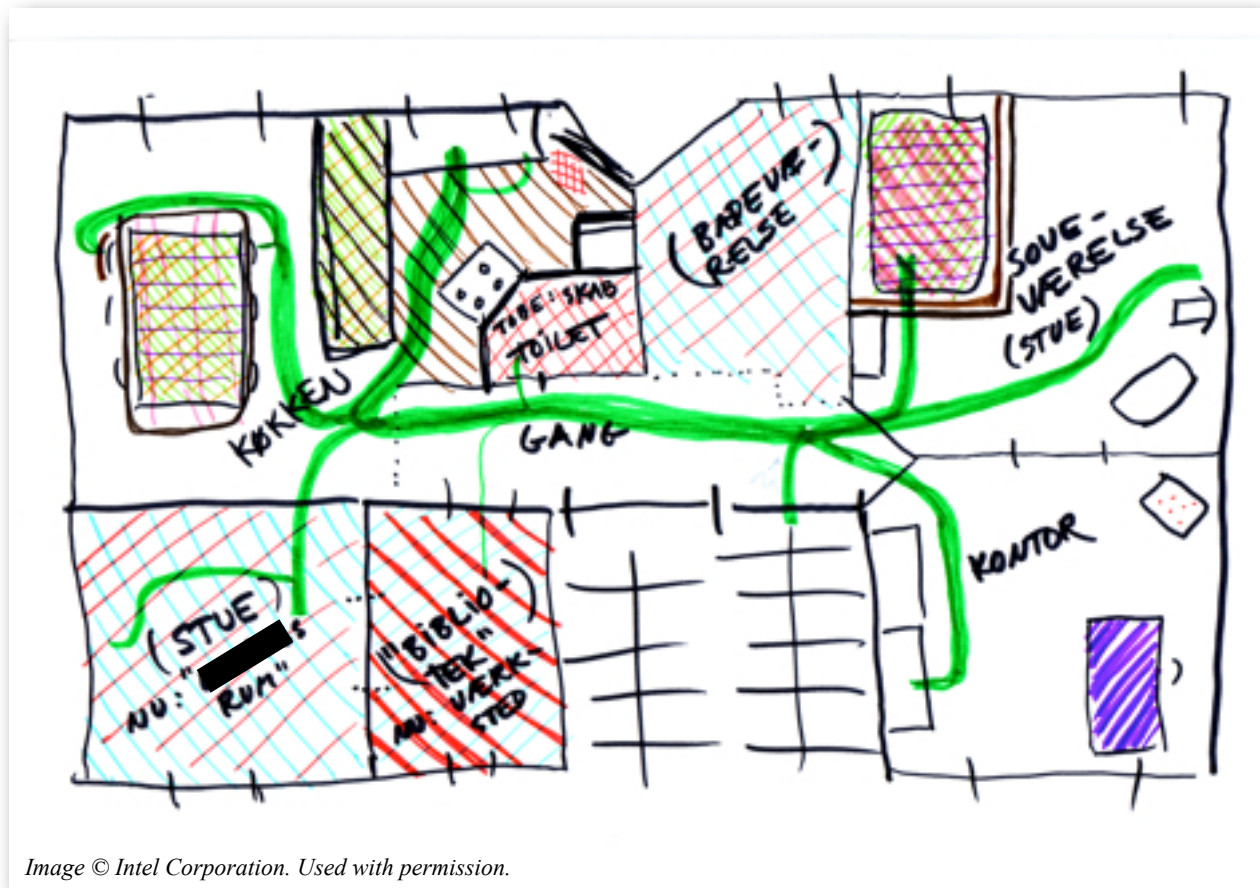 (BADEVÆ-)
RELSE
SOVE-
VÆRELSE
(STUE)
SKAB
TOILET
KØKKEN
GANG
KONTOR
(STUE)
NU: "s
RUM"
("BIBLIO-)
TEK"
NU: VÆRK-
STED
Image © Intel Corporation. Used with permission.